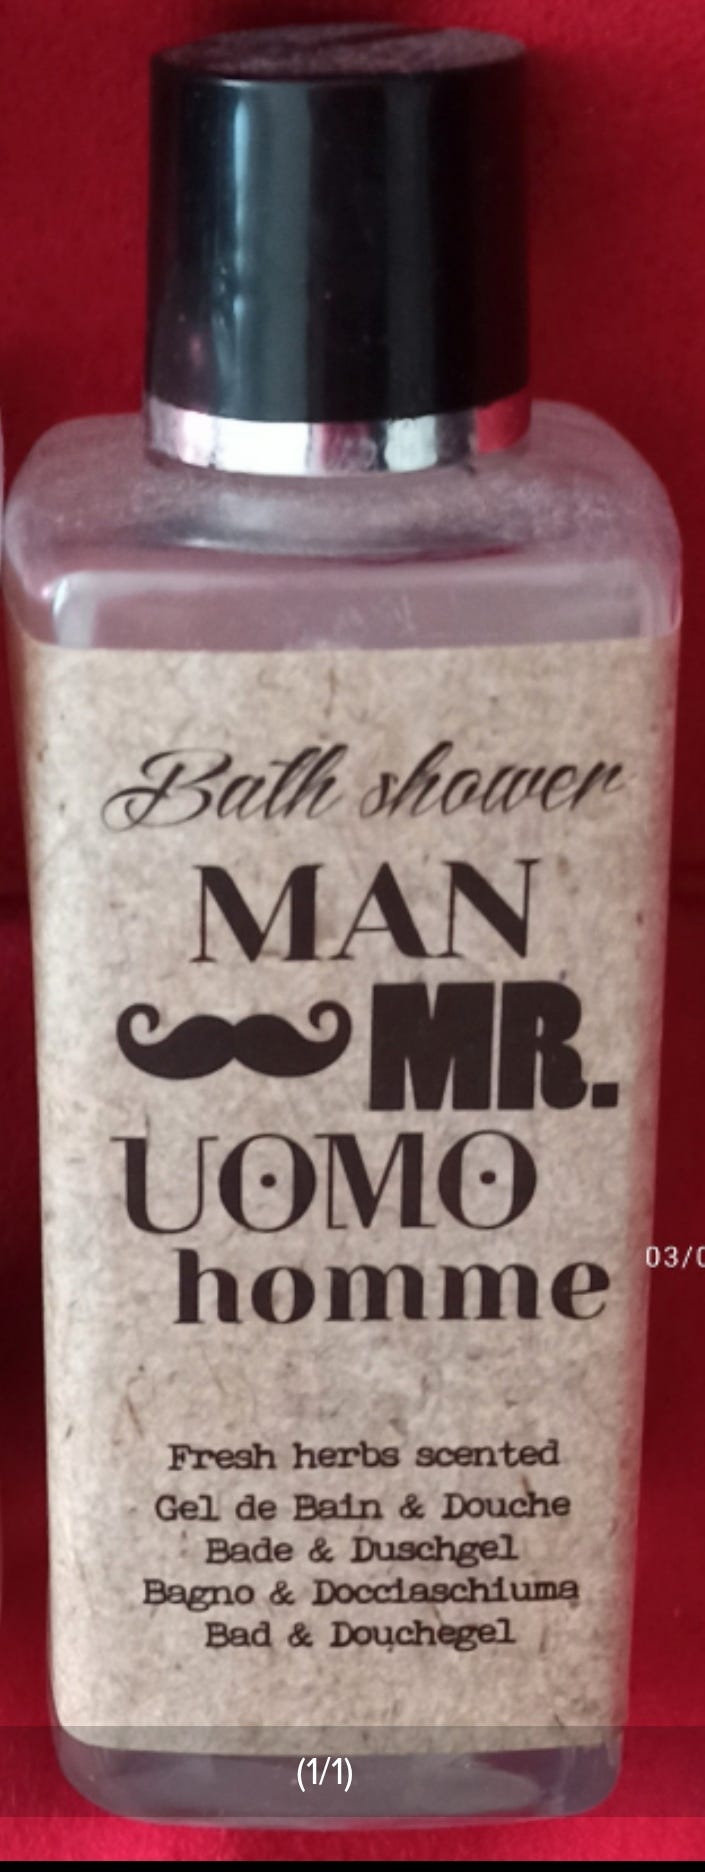 Bath shower
MAN
MR.
UOMO
homme
03/0
Fresh herbs scented
Gel de Bain & Douche
Bade & Duschgel
Bagno & Docciaschiuma
Bad & Douchegel
(1/1)